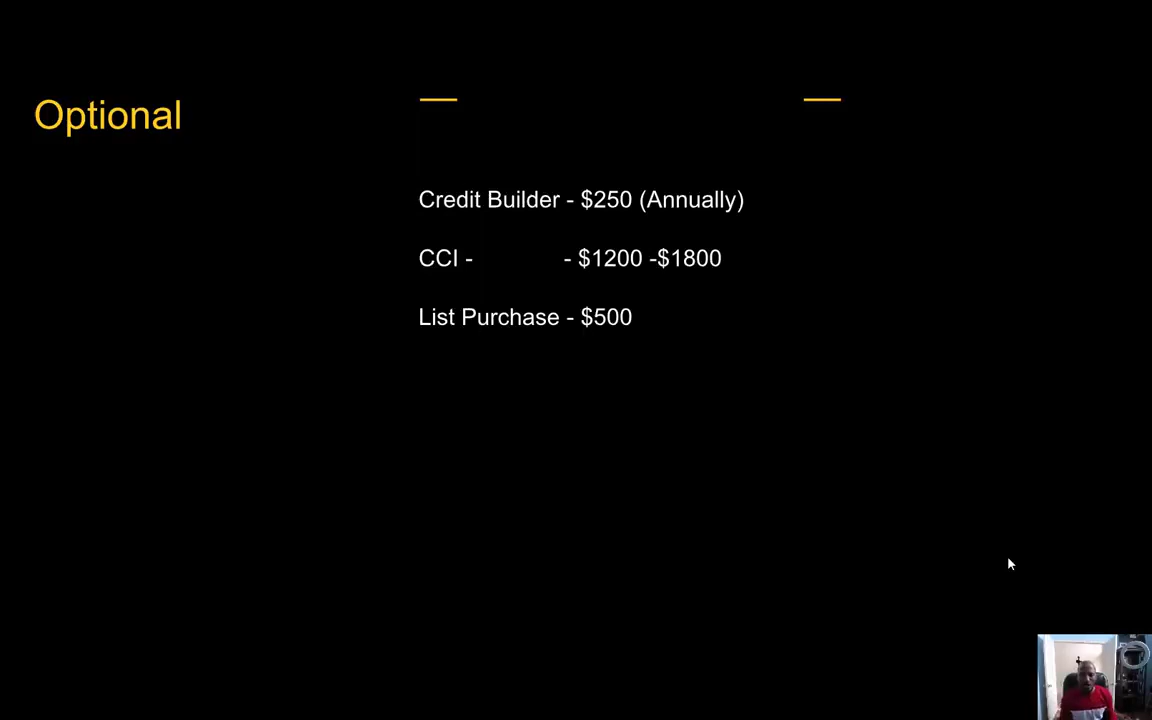 Optional
Credit Builder - $250 (Annually)
CCI - - $1200 -$1800
List Purchase - $500